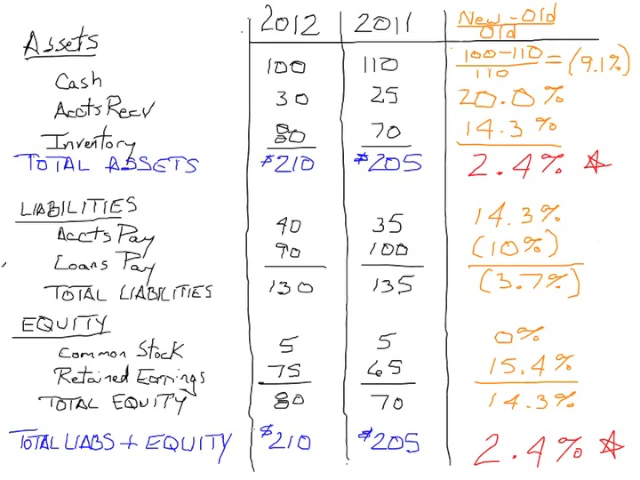 2012 2011 New - Old
Old
Assets
Cash 100 110 100-110 = (9.1%)
110
Accts Recv 30 25 20.0%
Inventory 80 70 14.3%
TOTAL ASSETS $210 $205 2.4% ☆
LIABILITIES
Accts Pay 40 35 14.3%
Loans Pay 90 100 (10%)
TOTAL LIABILITIES 130 135 (3.7%)
EQUITY
Common Stock 5 5 0%
Retained Earnings 75 65 15.4%
TOTAL EQUITY 80 70 14.3%
TOTAL LIABS + EQUITY $210 $205 2.4% ☆